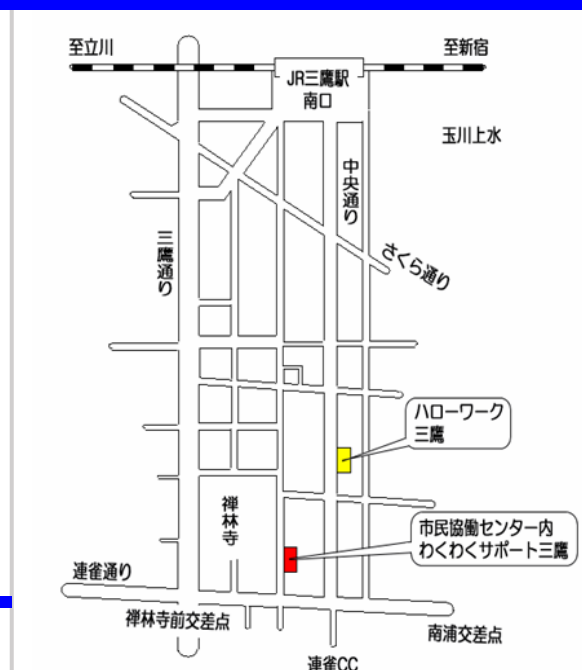 至立川
至新宿
JR三鷹駅
南口
玉川上水
中央通り
三鷹通り
さくら通り
ハローワーク
三鷹
禅林寺
市民協働センター内
わくわくサポート三鷹
連雀通り
禅林寺前交差点
南浦交差点
連雀CC